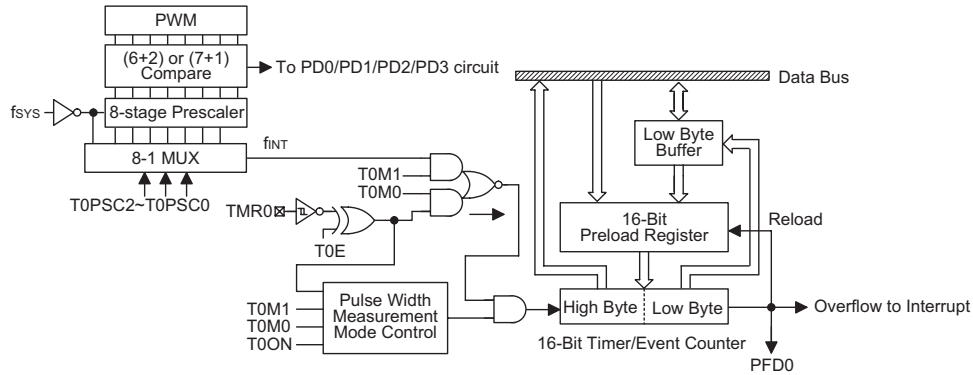 PWM
(6+2) or (7+1)
Compare
To PD0/PD1/PD2/PD3 circuit
fSYS
8-stage Prescaler
8-1 MUX
fINT
T0PSC2~T0PSC0
T0M1
T0M0
TMR0
T0E
T0M1
T0M0
T0ON
Pulse Width
Measurement
Mode Control
Data Bus
Low Byte
Buffer
16-Bit
Preload Register
Reload
High Byte
Low Byte
Overflow to Interrupt
16-Bit Timer/Event Counter
PFD0